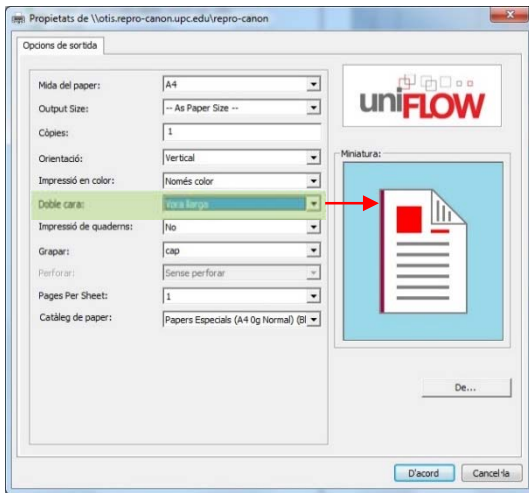 Propietats de \\otis.repro-canon.upc.edu\repro-canon
Opcions de sortida
Mida del paper: A4
Output Size: -- As Paper Size --
Còpies: 1
Orientació: Vertical
Impressió en color: Només color
Doble cara: Vora llarga
Impressió de quaderns: No
Grapar: cap
Perforar: Sense perforar
Pages Per Sheet: 1
Catàleg de paper: Papers Especials (A4 0g Normal) (Bl
uniFLOW
Miniatura:
De...
D'acord
Cancel·la